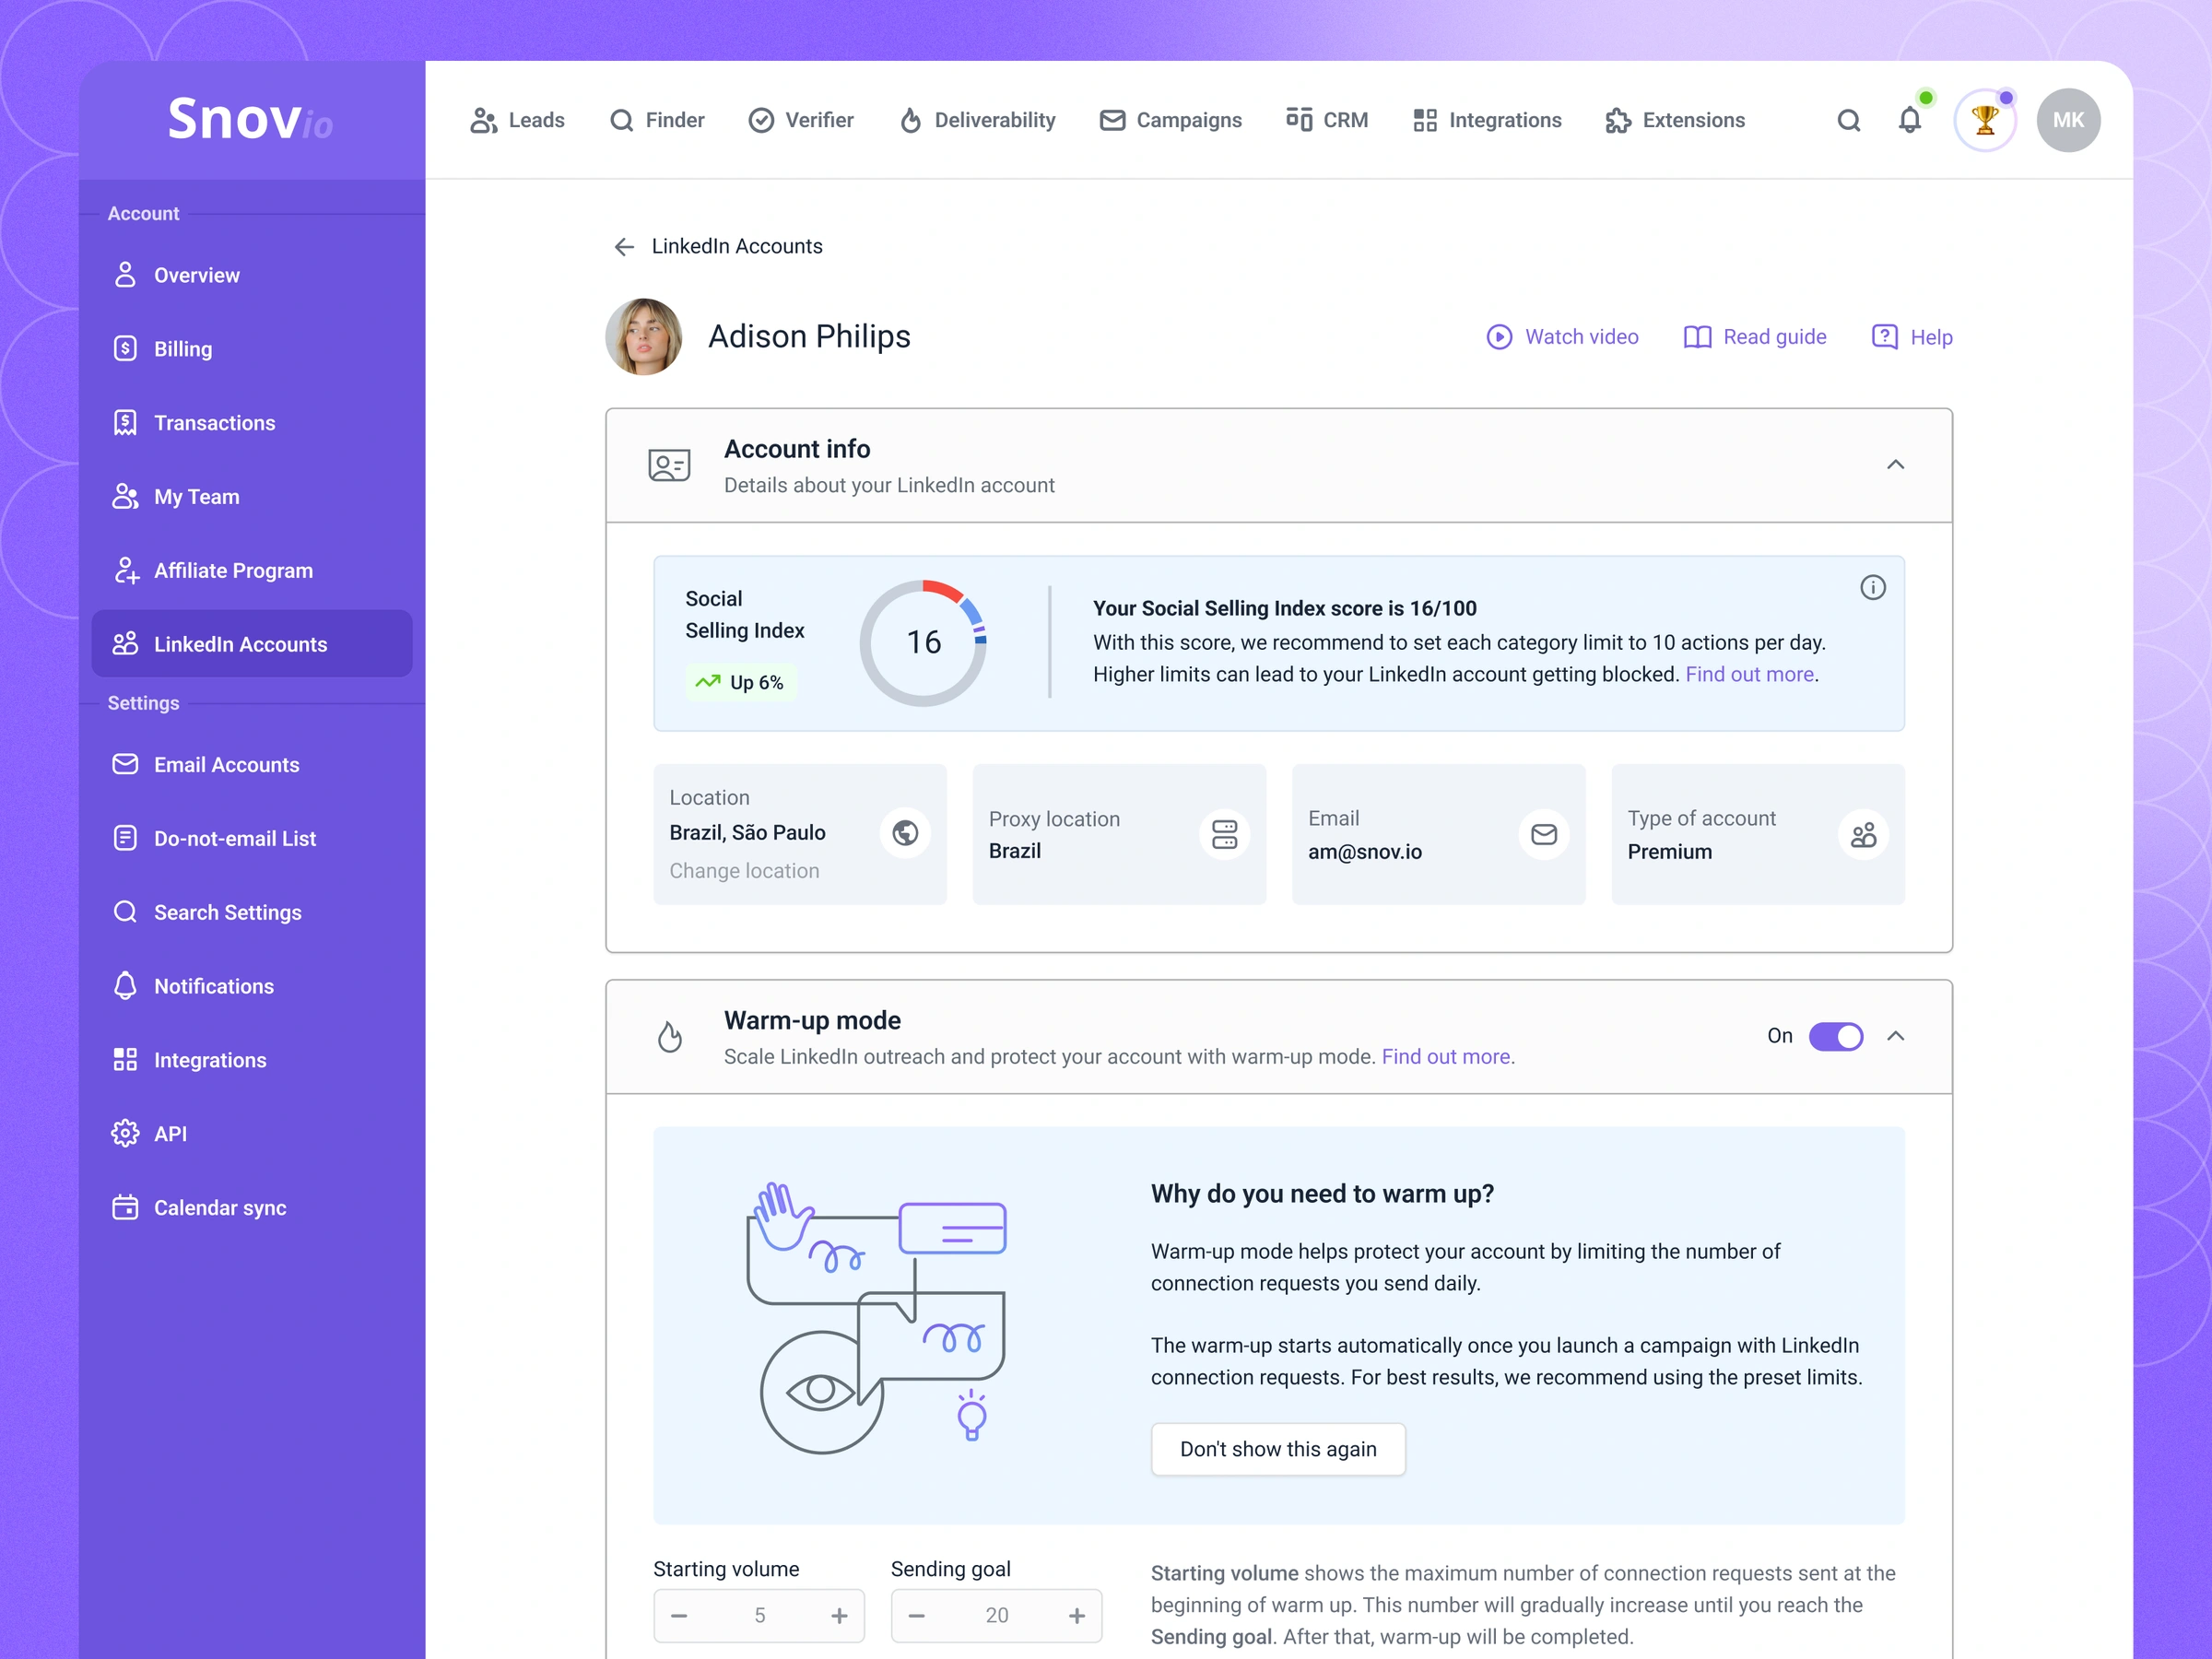 Snovio
Leads
Finder
Verifier
Deliverability
Campaigns
CRM
Integrations
Extensions
MK
Account
Overview
Billing
Transactions
My Team
Affiliate Program
LinkedIn Accounts
Settings
Email Accounts
Do-not-email List
Search Settings
Notifications
Integrations
API
Calendar sync
LinkedIn Accounts
Adison Philips
Watch video
Read guide
Help
Account info
Details about your LinkedIn account
Social
Selling Index
Up 6%
16
Your Social Selling Index score is 16/100
With this score, we recommend to set each category limit to 10 actions per day.
Higher limits can lead to your LinkedIn account getting blocked. Find out more.
Location
Brazil, São Paulo
Change location
Proxy location
Brazil
Email
am@snov.io
Type of account
Premium
Warm-up mode
Scale LinkedIn outreach and protect your account with warm-up mode. Find out more.
On
Why do you need to warm up?
Warm-up mode helps protect your account by limiting the number of
connection requests you send daily.
The warm-up starts automatically once you launch a campaign with LinkedIn
connection requests. For best results, we recommend using the preset limits.
Don't show this again
Starting volume
5
Sending goal
20
Starting volume shows the maximum number of connection requests sent at the
beginning of warm up. This number will gradually increase until you reach the
Sending goal. After that, warm-up will be completed.